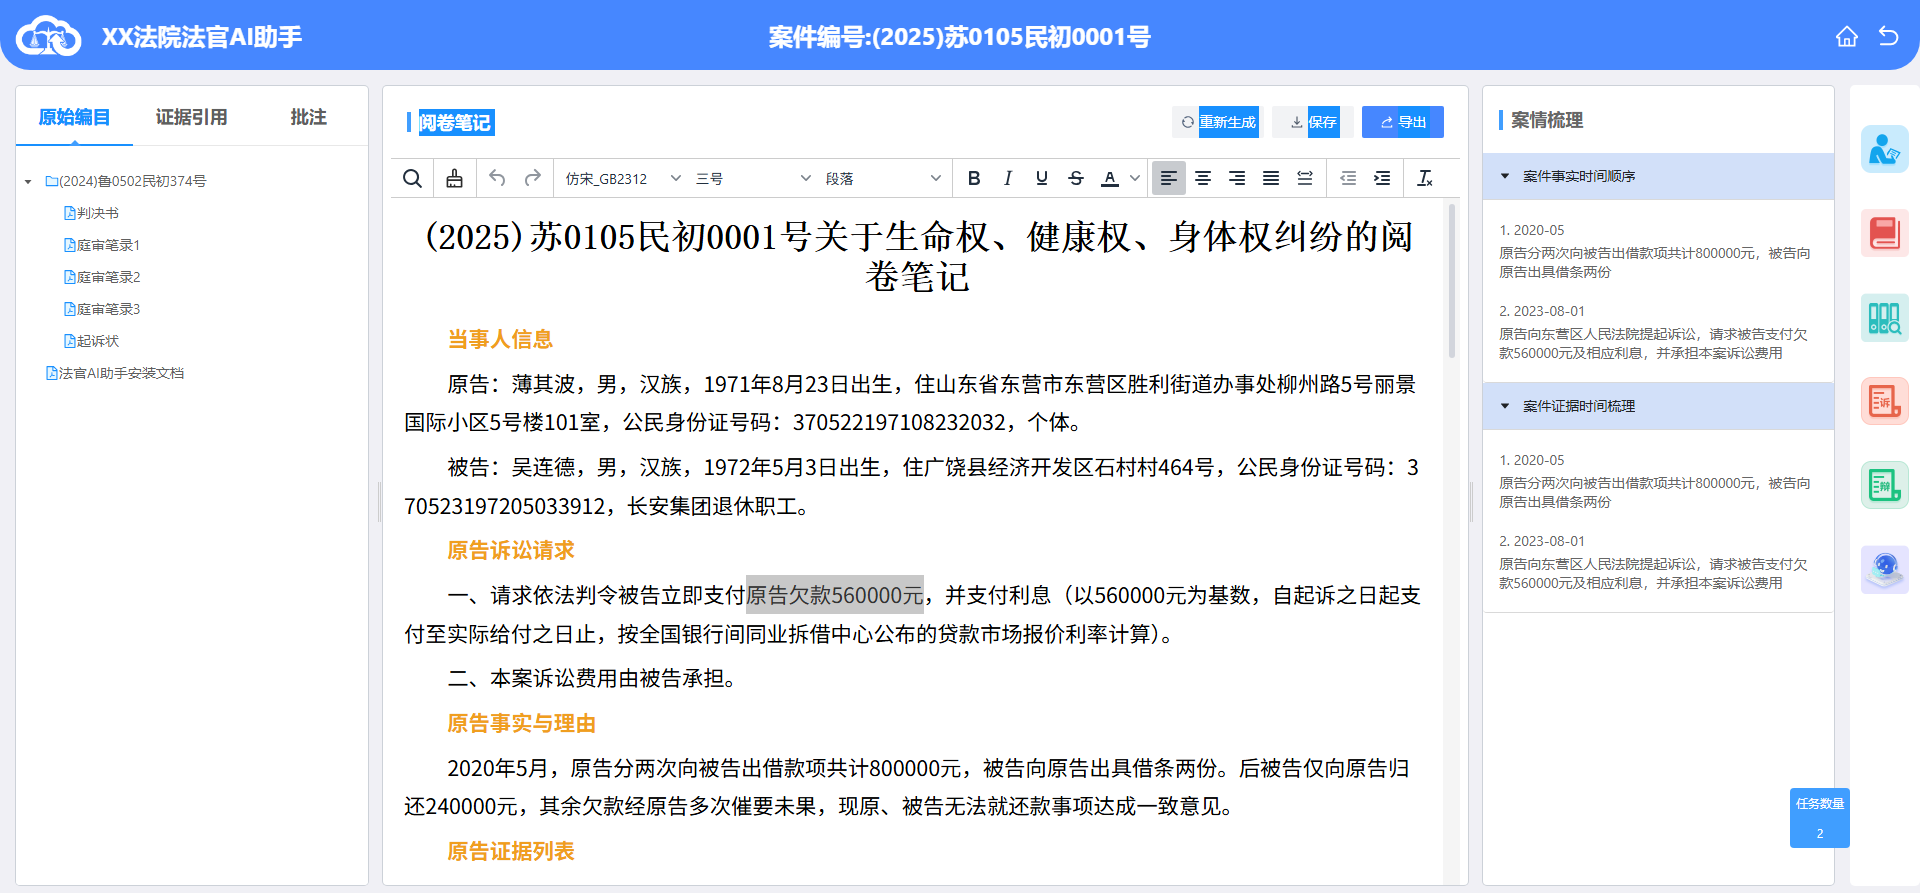 XX法院法官AI助手
案件编号:(2025)苏0105民初0001号
原始编目
证据引用
批注
(2024)鲁0502民初374号
判决书
庭审笔录1
庭审笔录2
庭审笔录3
起诉状
法官AI助手安装文档
阅卷笔记
重新生成
保存
导出
仿宋_GB2312
三号
段落
B I U S A
(2025)苏0105民初0001号关于生命权、健康权、身体权纠纷的阅
卷笔记
当事人信息
原告：薄其波，男，汉族，1971年8月23日出生，住山东省东营市东营区胜利街道办事处柳州路5号丽景
国际小区5号楼101室，公民身份证号码：370522197108232032，个体。
被告：吴连德，男，汉族，1972年5月3日出生，住广饶县经济开发区石村村464号，公民身份证号码：3
70523197205033912，长安集团退休职工。
原告诉讼请求
一、请求依法判令被告立即支付原告欠款560000元，并支付利息（以560000元为基数，自起诉之日起支
付至实际给付之日止，按全国银行间同业拆借中心公布的贷款市场报价利率计算）。
二、本案诉讼费用由被告承担。
原告事实与理由
2020年5月，原告分两次向被告出借款项共计800000元，被告向原告出具借条两份。后被告仅向原告归
还240000元，其余欠款经原告多次催要未果，现原、被告无法就还款事项达成一致意见。
原告证据列表
案情梳理
案件事实时间顺序
1. 2020-05
原告分两次向被告出借款项共计800000元，被告向
原告出具借条两份
2. 2023-08-01
原告向东营区人民法院提起诉讼，请求被告支付欠
款560000元及相应利息，并承担本案诉讼费用
案件证据时间梳理
1. 2020-05
原告分两次向被告出借款项共计800000元，被告向
原告出具借条两份
2. 2023-08-01
原告向东营区人民法院提起诉讼，请求被告支付欠
款560000元及相应利息，并承担本案诉讼费用
诉
辩
任务数量
2